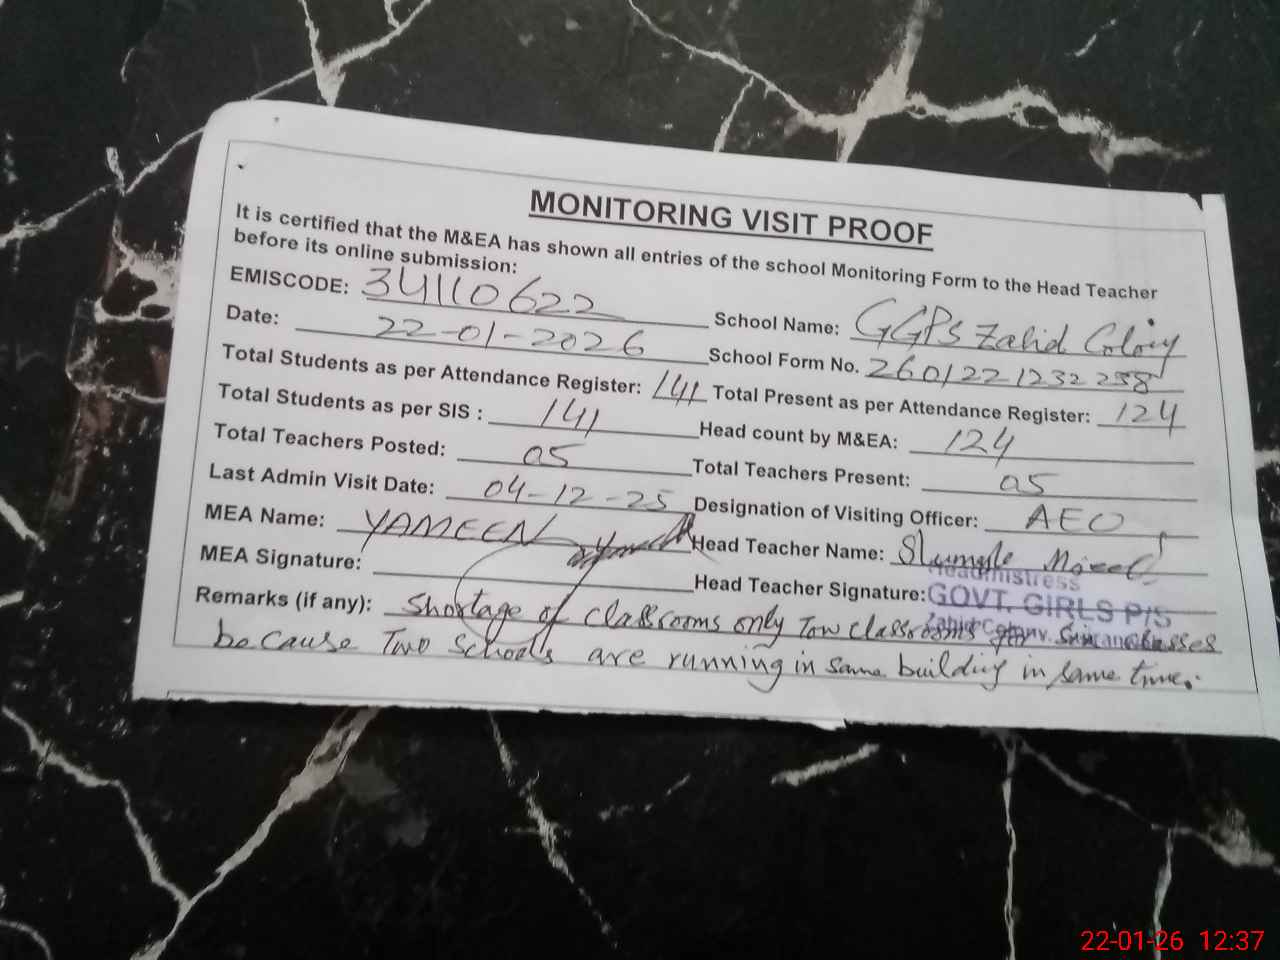 MONITORING VISIT PROOF
It is certified that the M&EA has shown all entries of the school Monitoring Form to the Head Teacher
before its online submission:
EMISCODE: 34110622 School Name: GGPS Zahid Colony
Date: 22-01-2026 School Form No. 2601221232238
Total Students as per Attendance Register: 141 Total Present as per Attendance Register: 124
Total Students as per SIS : 141 Head count by M&EA: 124
Total Teachers Posted: 05 Total Teachers Present: 05
Last Admin Visit Date: 04-12-25 Designation of Visiting Officer: AEO
MEA Name: YAMEEN Head Teacher Name:
MEA Signature: Head Teacher Signature:
Headmistress
GOVT. GIRLS P/S
Zahid Colony
Remarks (if any): Shortage of classrooms only Tow classrooms classes
because Two Schools are running in same building in same time.
22-01-26 12:37